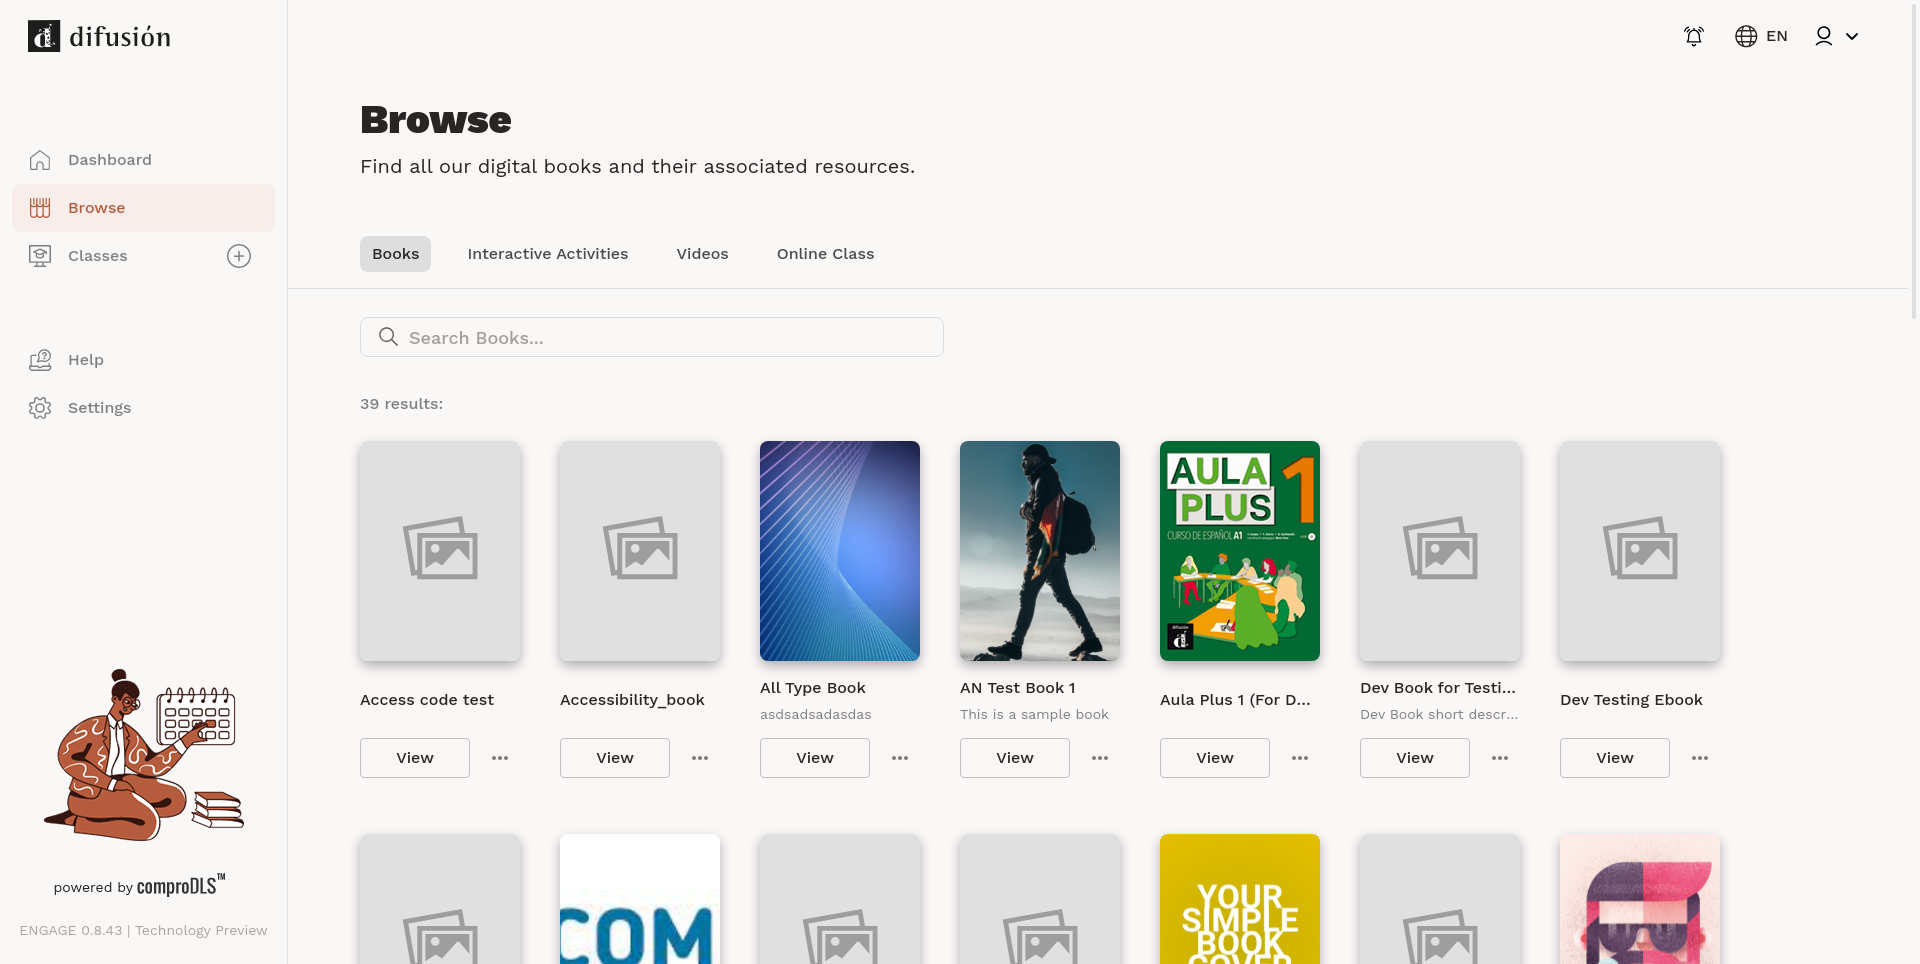 difusión
EN
Dashboard
Browse
Classes
Help
Settings
powered by comproDLS™
ENGAGE 0.8.43 | Technology Preview
Browse
Find all our digital books and their associated resources.
Books
Interactive Activities
Videos
Online Class
Search Books...
39 results:
AULA
PLUS 1
CURSO DE ESPAÑOL A1
difusión
Access code test
Accessibility_book
All Type Book
asdsadsadasdas
AN Test Book 1
This is a sample book
Aula Plus 1 (For D...
Dev Book for Testi...
Dev Book short descr...
Dev Testing Ebook
View
View
View
View
View
View
View
COM
YOUR
SIMPLE
BOOK
COVER